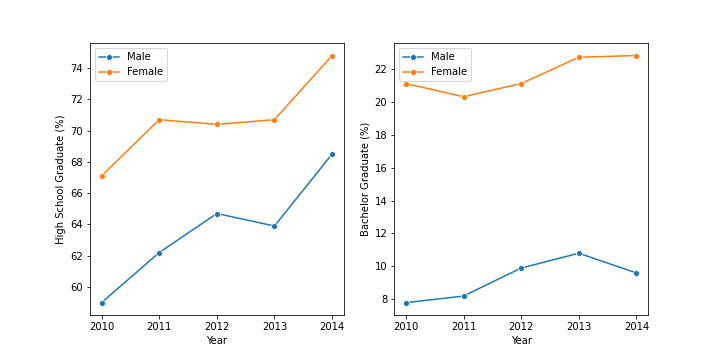 Male
Female
High School Graduate (%)
74
72
70
68
66
64
62
60
2010 2011 2012 2013 2014
Year
Male
Female
Bachelor Graduate (%)
22
20
18
16
14
12
10
8
2010 2011 2012 2013 2014
Year